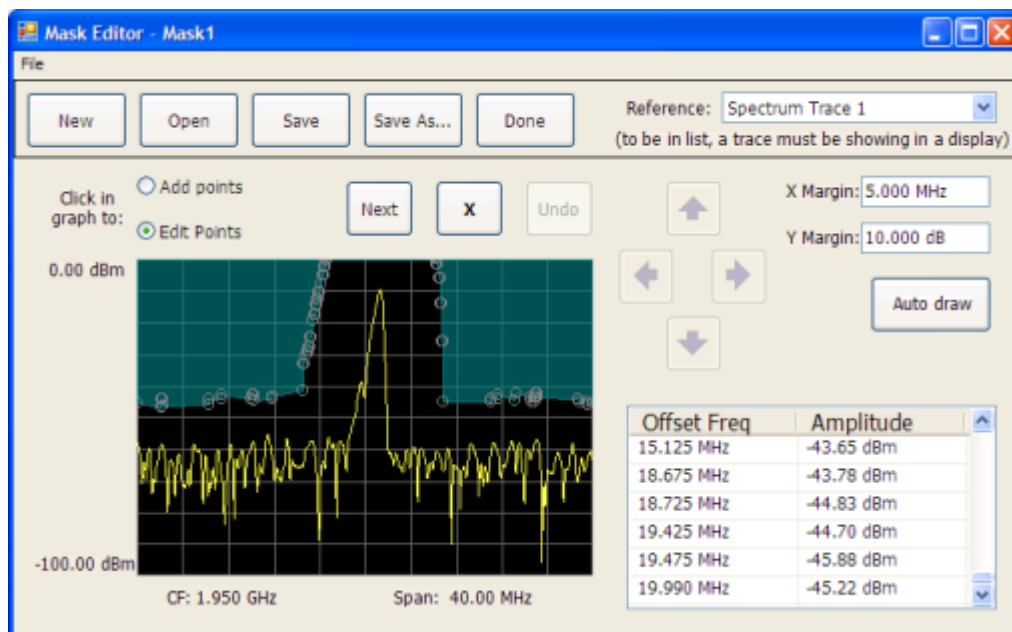 Mask Editor - Mask1
File
New Open Save Save As... Done
Reference: Spectrum Trace 1
(to be in list, a trace must be showing in a display)
Click in graph to:
Add points
Edit Points
Next X Undo
X Margin: 5.000 MHz
Y Margin: 10.000 dB
Auto draw
0.00 dBm
-100.00 dBm
CF: 1.950 GHz Span: 40.00 MHz
Offset Freq Amplitude
15.125 MHz -43.65 dBm
18.675 MHz -43.78 dBm
18.725 MHz -44.83 dBm
19.425 MHz -44.70 dBm
19.475 MHz -45.88 dBm
19.990 MHz -45.22 dBm